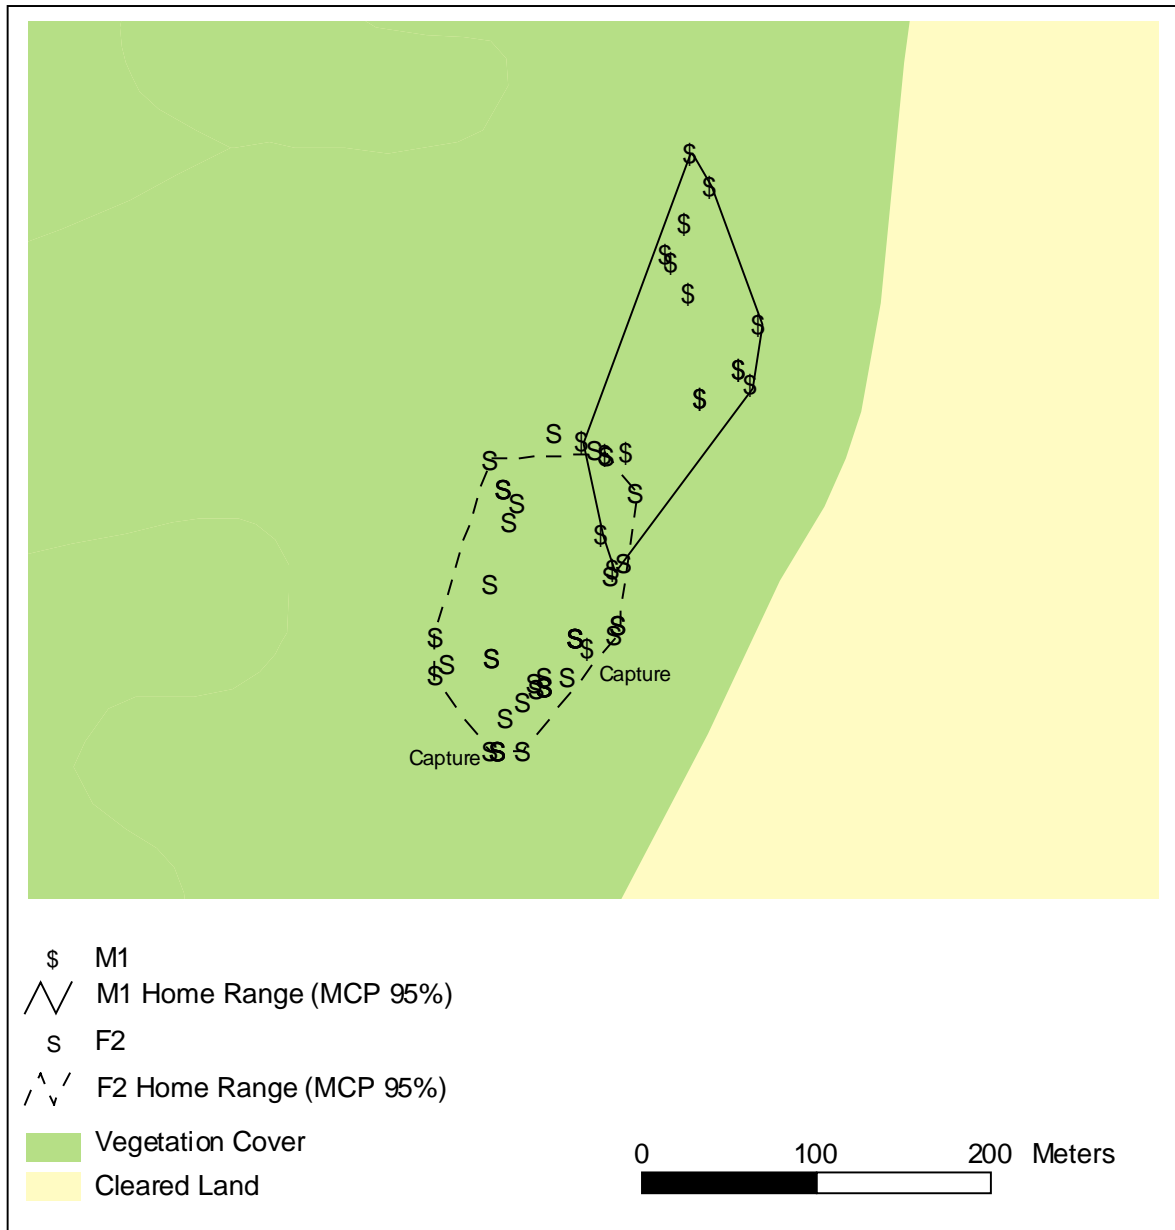 Capture
Capture
$ M1
M1 Home Range (MCP 95%)
S F2
F2 Home Range (MCP 95%)
Vegetation Cover
Cleared Land
0 100 200 Meters